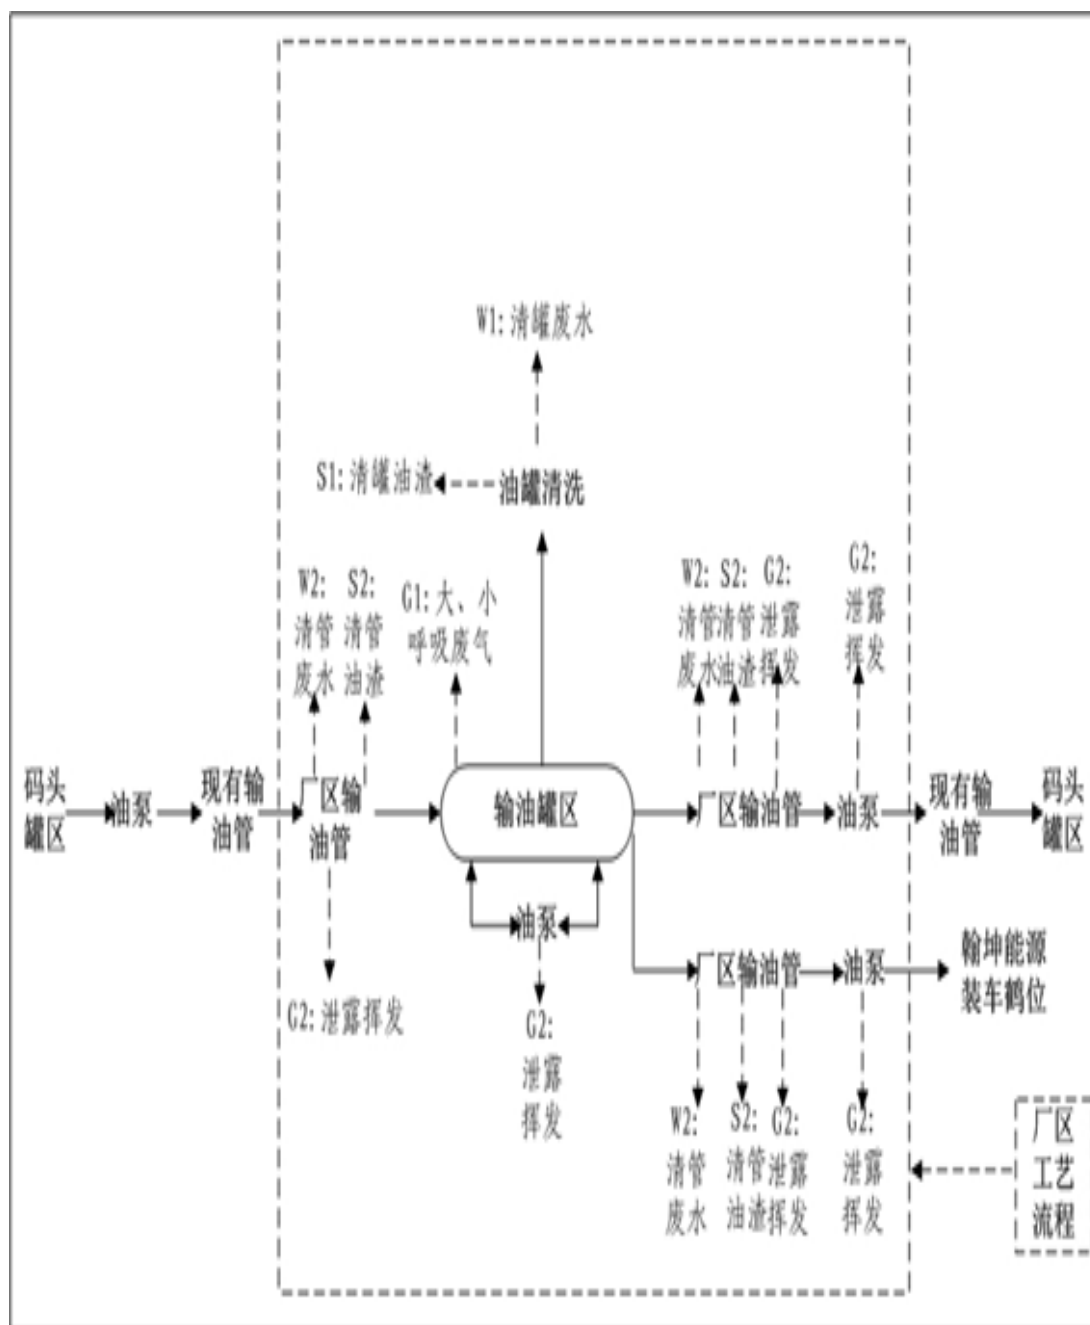 W1:清罐废水
S1:清罐油渣
油罐清洗
W2:
清管
废水
S2:
清管
油渣
G1:大、小
呼吸废气
W2:
清管
废水
S2:
清管
油渣
G2:
泄露
挥发
G2:
泄露
挥发
码头
罐区
油泵
现有输
油管
厂区输
油管
输油罐区
厂区输油管
油泵
现有输
油管
码头
罐区
油泵
厂区输油管
油泵
翰坤能源
装车鹤位
G2:泄露挥发
G2:
泄露
挥发
W2:
清管
废水
S2:
清管
油渣
G2:
泄露
挥发
G2:
泄露
挥发
厂区
工艺
流程